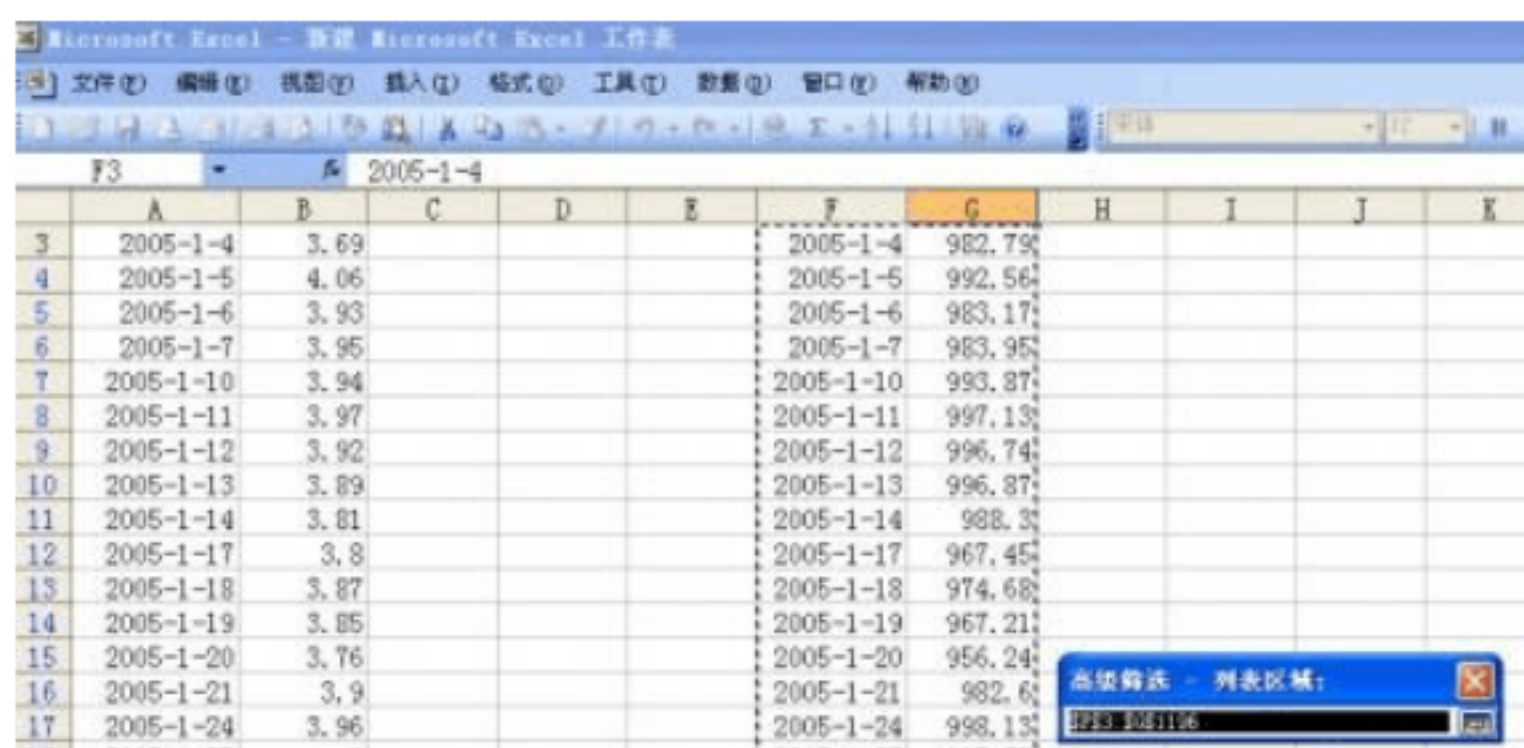 Microsoft Excel - 新建 Microsoft Excel 工作表
文件(F) 编辑(E) 视图(V) 插入(I) 格式(O) 工具(T) 数据(D) 窗口(W) 帮助(H)
宋体 12
F3 fx 2005-1-4
A B C D E F G H I J K
3 2005-1-4 3.69 2005-1-4 982.79
4 2005-1-5 4.06 2005-1-5 992.56
5 2005-1-6 3.93 2005-1-6 983.17
6 2005-1-7 3.95 2005-1-7 983.95
7 2005-1-10 3.94 2005-1-10 993.87
8 2005-1-11 3.97 2005-1-11 997.13
9 2005-1-12 3.92 2005-1-12 996.74
10 2005-1-13 3.89 2005-1-13 996.87
11 2005-1-14 3.81 2005-1-14 988.3
12 2005-1-17 3.8 2005-1-17 967.45
13 2005-1-18 3.87 2005-1-18 974.68
14 2005-1-19 3.85 2005-1-19 967.21
15 2005-1-20 3.76 2005-1-20 956.24
高级筛选 - 列表区域:
16 2005-1-21 3.9 2005-1-21 982.6
17 2005-1-24 3.96 2005-1-24 998.13